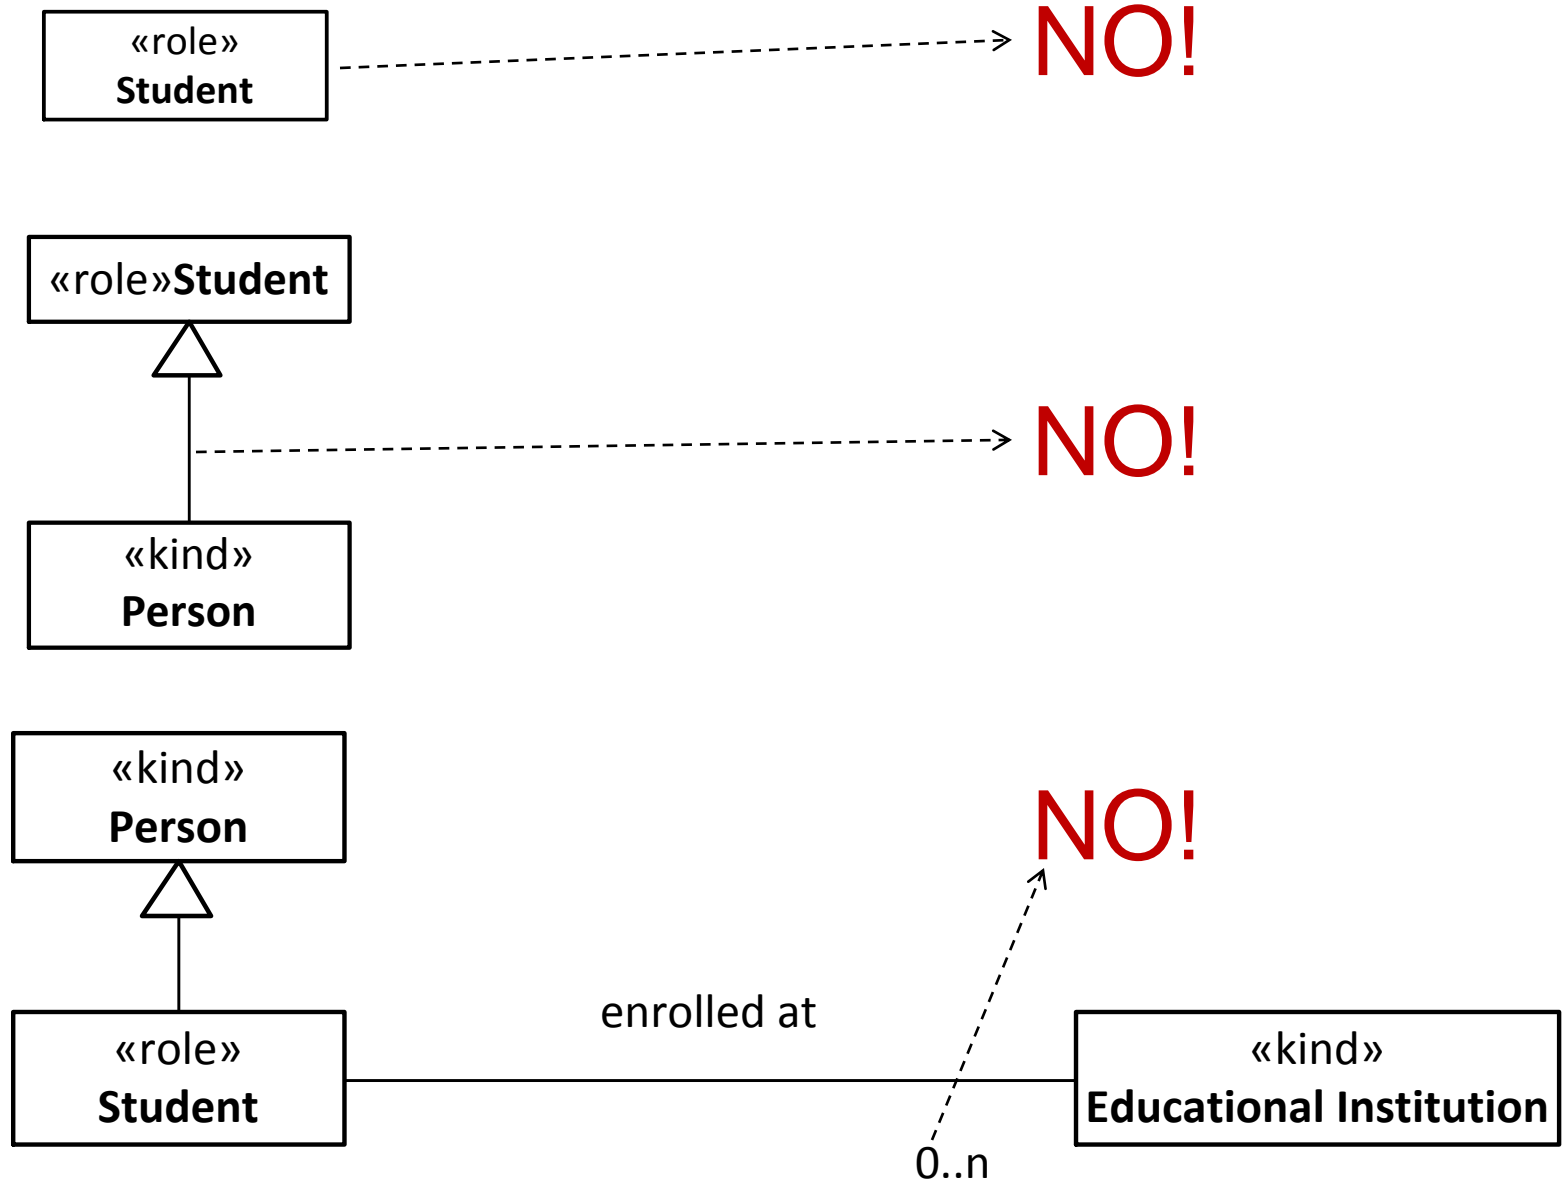 «role»
Student
NO!
«role»Student
NO!
«kind»
Person
«kind»
Person
NO!
enrolled at
«role»
Student
«kind»
Educational Institution
0..n